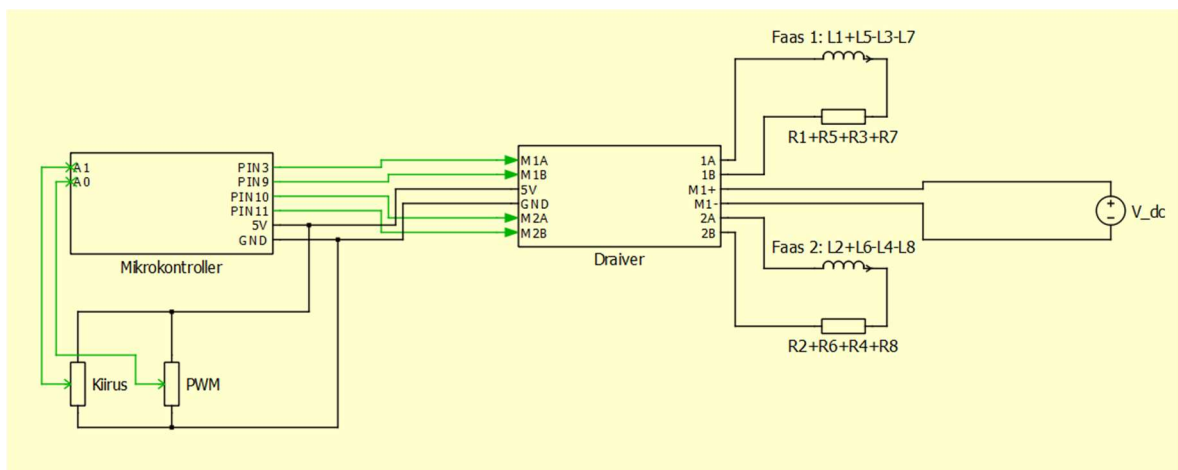 Faas 1: L1+L5-L3-L7
R1+R5+R3+R7
A1
A0
PIN3
PIN9
PIN10
PIN11
5V
GND
Mikrokontroller
M1A
M1B
5V
GND
M2A
M2B
1A
1B
M1+
M1-
2A
2B
Draiver
V_dc
Faas 2: L2+L6-L4-L8
R2+R6+R4+R8
Kiirus
PWM